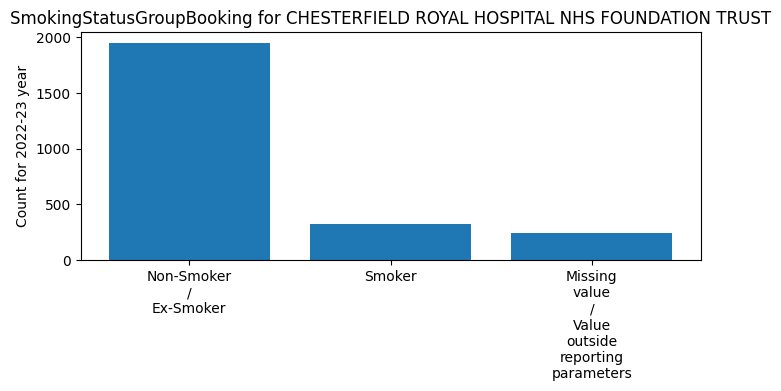 SmokingStatusGroupBooking for CHESTERFIELD ROYAL HOSPITAL NHS FOUNDATION TRUST
Count for 2022-23 year
2000
1500
1000
500
0
Non-Smoker
/
Ex-Smoker
Smoker
Missing
value
/
Value
outside
reporting
parameters